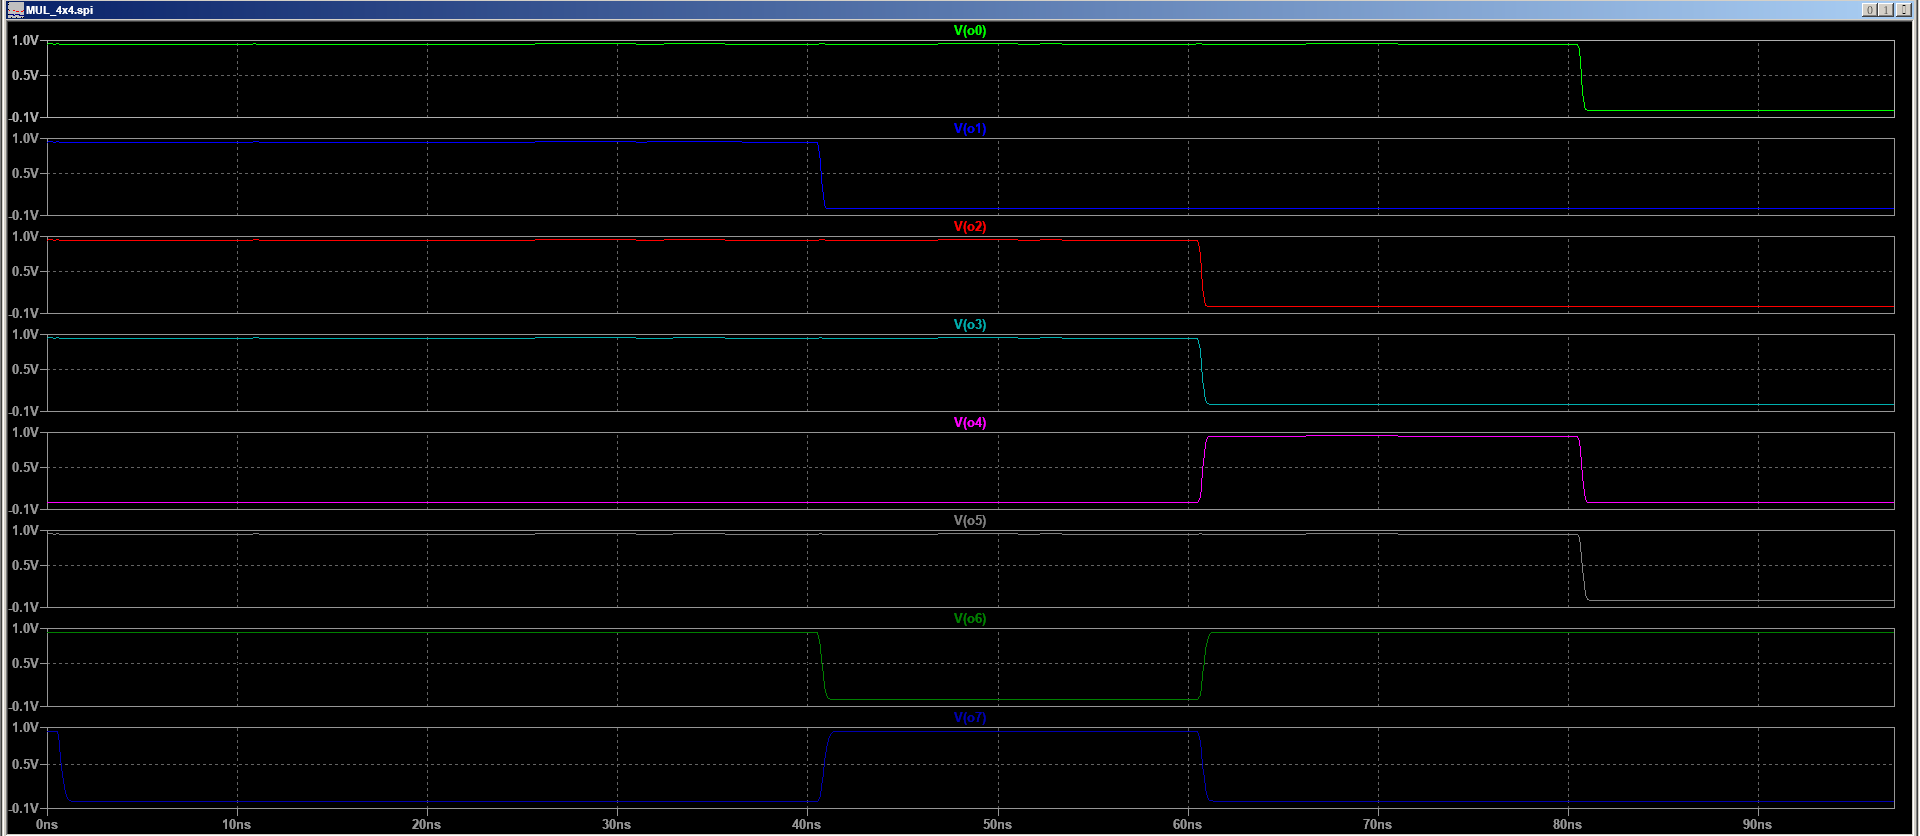 MUL_4x4.spi
V(o0)
1.0V
0.5V
-0.1V
V(o1)
1.0V
0.5V
-0.1V
V(o2)
1.0V
0.5V
-0.1V
V(o3)
1.0V
0.5V
-0.1V
V(o4)
1.0V
0.5V
-0.1V
V(o5)
1.0V
0.5V
-0.1V
V(o6)
1.0V
0.5V
-0.1V
V(o7)
1.0V
0.5V
-0.1V
0ns 10ns 20ns 30ns 40ns 50ns 60ns 70ns 80ns 90ns